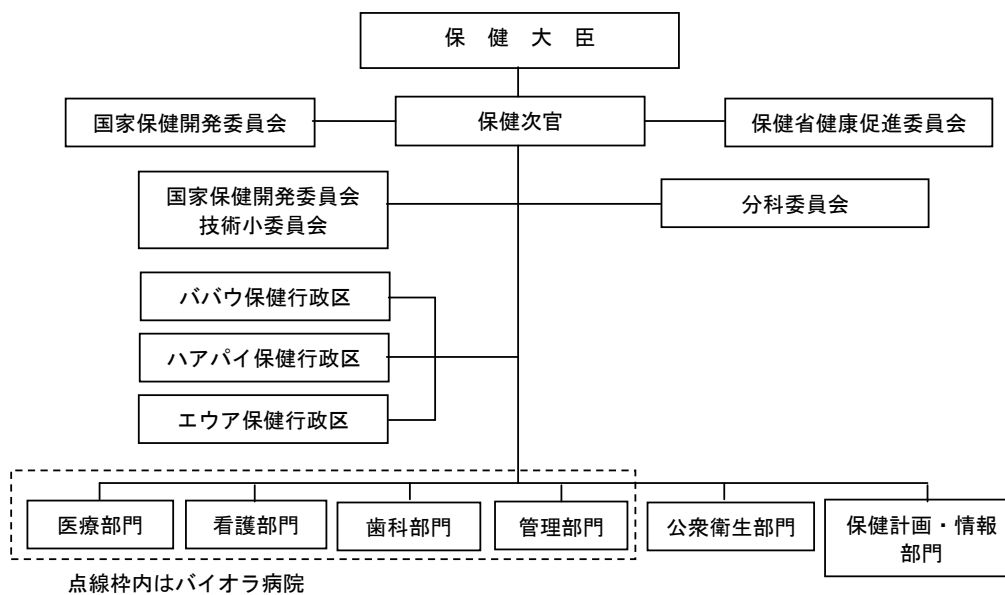 保健大臣
国家保健開発委員会
保健次官
保健省健康促進委員会
国家保健開発委員会
技術小委員会
分科委員会
ババウ保健行政区
ハアパイ保健行政区
エウア保健行政区
医療部門
看護部門
歯科部門
管理部門
公衆衛生部門
保健計画・情報
部門
点線枠内はバイオラ病院